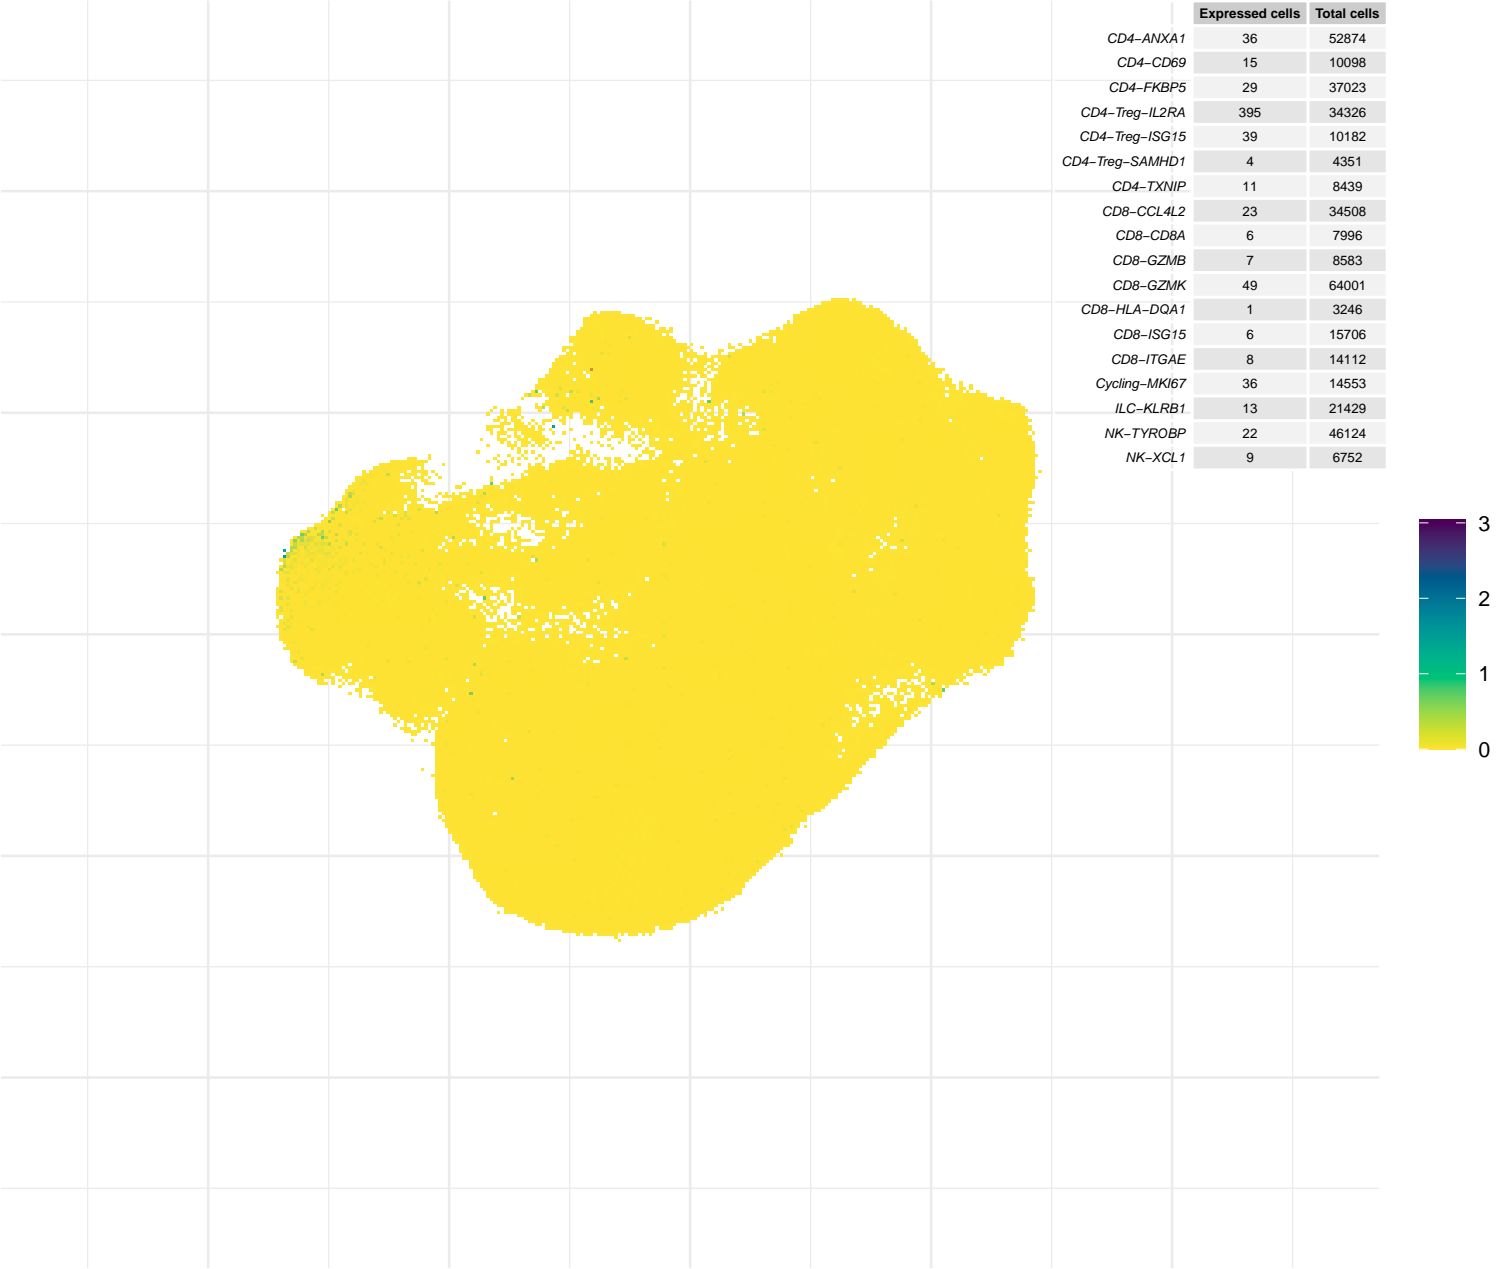 Expressed cells Total cells
CD4−ANXA1 36 52874
CD4−CD69 15 10098
CD4−FKBP5 29 37023
CD4−Treg−IL2RA 395 34326
CD4−Treg−ISG15 39 10182
CD4−Treg−SAMHD1 4 4351
CD4−TXNIP 11 8439
CD8−CCL4L2 23 34508
CD8−CD8A 6 7996
CD8−GZMB 7 8583
CD8−GZMK 49 64001
CD8−HLA−DQA1 1 3246
CD8−ISG15 6 15706
CD8−ITGAE 8 14112
Cycling−MKI67 36 14553
ILC−KLRB1 13 21429
NK−TYROBP 22 46124
NK−XCL1 9 6752
3
2
1
0